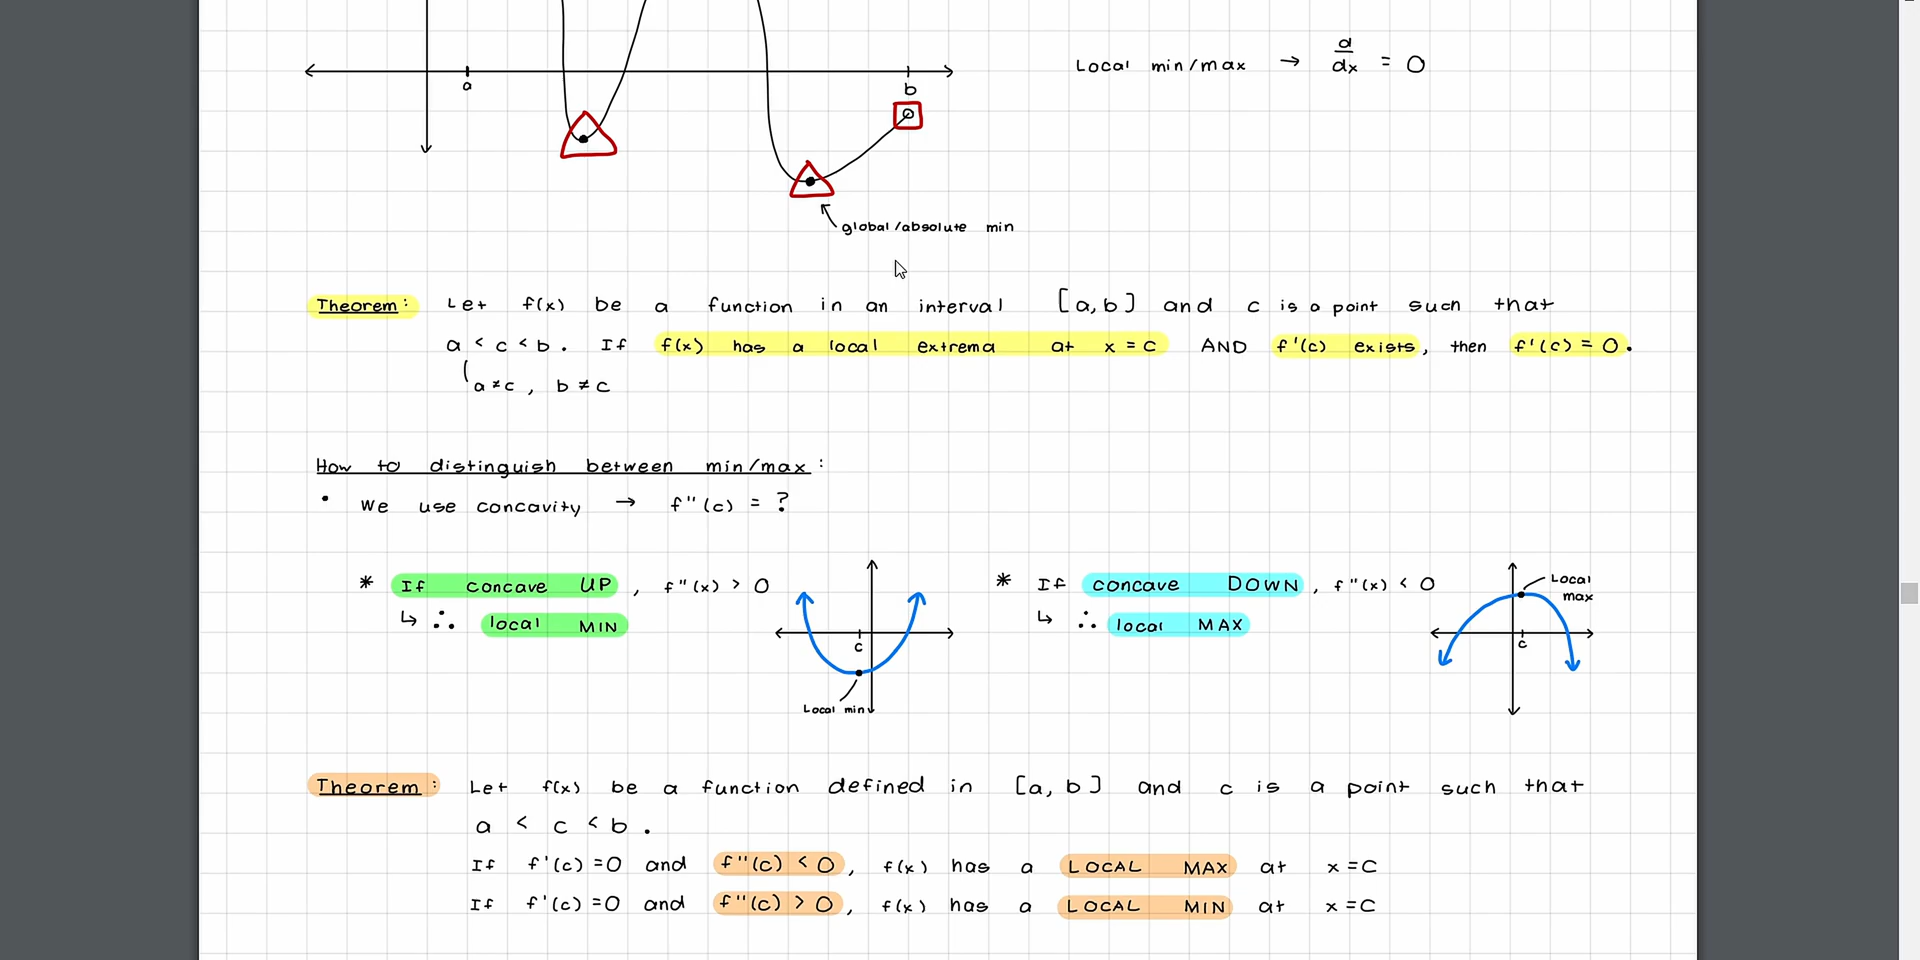 a
b
Local min/max → d/dx = 0
global/absolute min
Theorem: Let f(x) be a function in an interval [a,b] and c is a point such that
a < c < b. If f(x) has a local extrema at x = c AND f'(c) exists, then f'(c) = 0.
a ≠ c, b ≠ c
How to distinguish between min/max:
• we use concavity → f''(c) = ?
* If concave UP, f''(x) > 0
↳ ∴ local MIN
c
Local min
* If concave DOWN, f''(x) < 0
↳ ∴ local MAX
Local
max
c
Theorem: Let f(x) be a function defined in [a, b] and c is a point such that
a < c < b.
If f'(c) = 0 and f''(c) < 0, f(x) has a LOCAL MAX at x = c
If f'(c) = 0 and f''(c) > 0, f(x) has a LOCAL MIN at x = c